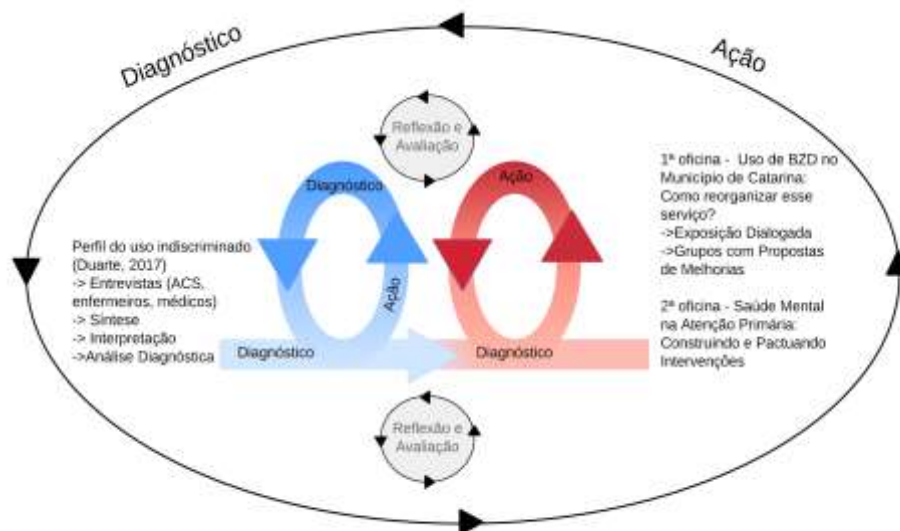 Diagnóstico
Ação
Reflexão e
Avaliação
Diagnóstico
Ação
Ação
Diagnóstico
Diagnóstico
Perfil do uso indiscriminado
(Duarte, 2017)
-> Entrevistas (ACS,
enfermeiros, médicos)
-> Síntese
-> Interpretação
->Análise Diagnóstica
1ª oficina - Uso de BZD no
Município de Catarina:
Como reorganizar esse
serviço?
->Exposição Dialogada
->Grupos com Propostas
de Melhorias
2ª oficina - Saúde Mental
na Atenção Primária:
Construindo e Pactuando
Intervenções
Reflexão e
Avaliação